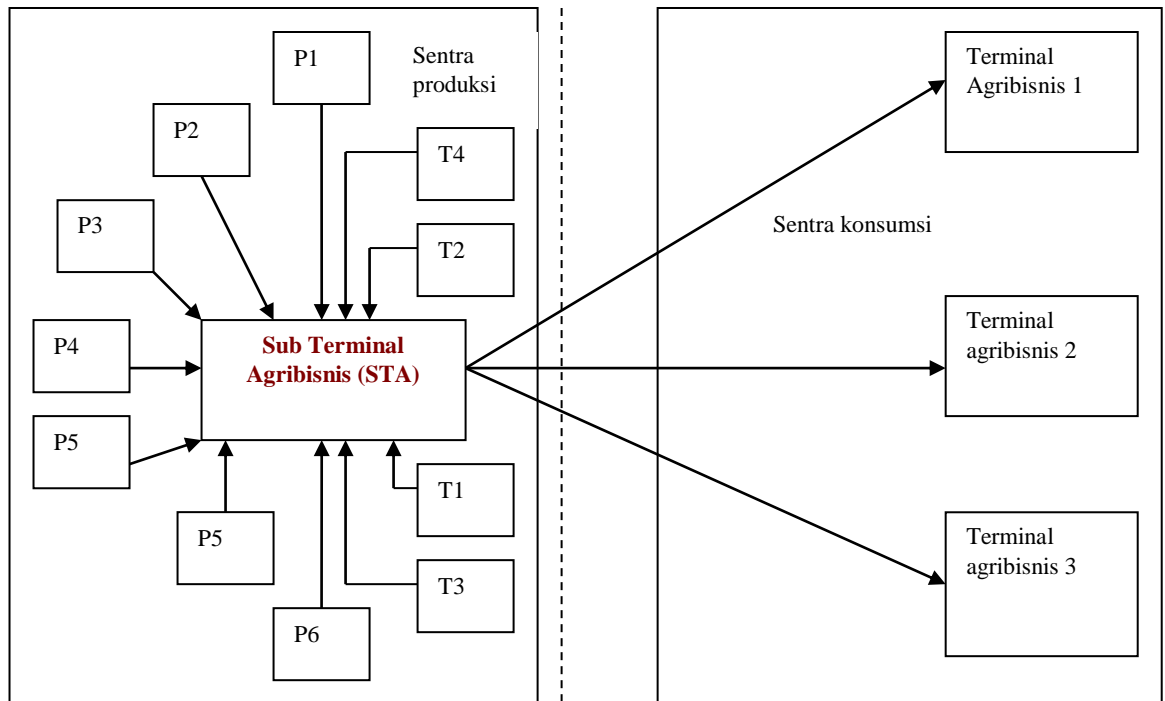 P1
Sentra
produksi
Terminal
Agribisnis 1
P2
T4
P3
T2
Sentra konsumsi
P4
Sub Terminal
Agribisnis (STA)
Terminal
agribisnis 2
P5
T1
P5
T3
Terminal
agribisnis 3
P6